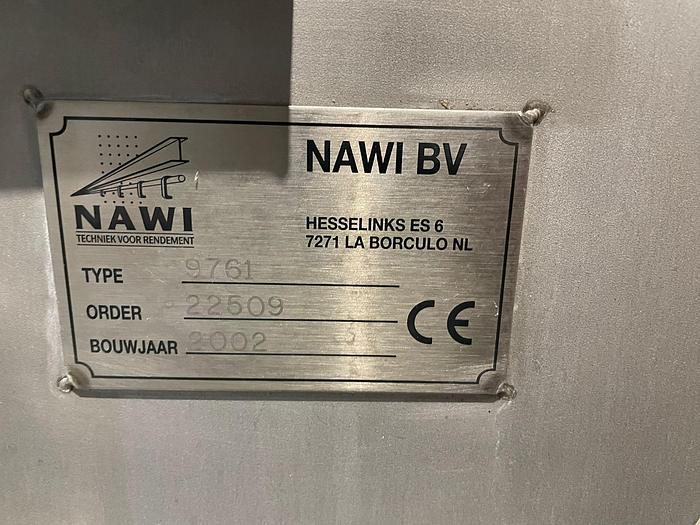 NAWI BV
NAWI
TECHNIEK VOOR RENDEMENT
HESSELINKS ES 6
7271 LA BORCULO NL
TYPE 9761
ORDER 22509
BOUWJAAR 2002
CE